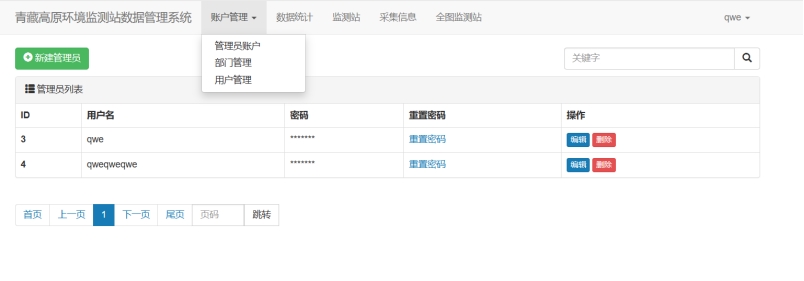 青藏高原环境监测站数据管理系统 账户管理 数据统计 监测站 采集信息 全图监测站 qwe
管理员账户
部门管理
用户管理
新建管理员 关键字
管理员列表
ID 用户名 密码 重置密码 操作
3 qwe ******* 重置密码 编辑 删除
4 qweqweqwe ******* 重置密码 编辑 删除
首页 上一页 1 下一页 尾页 页码 跳转